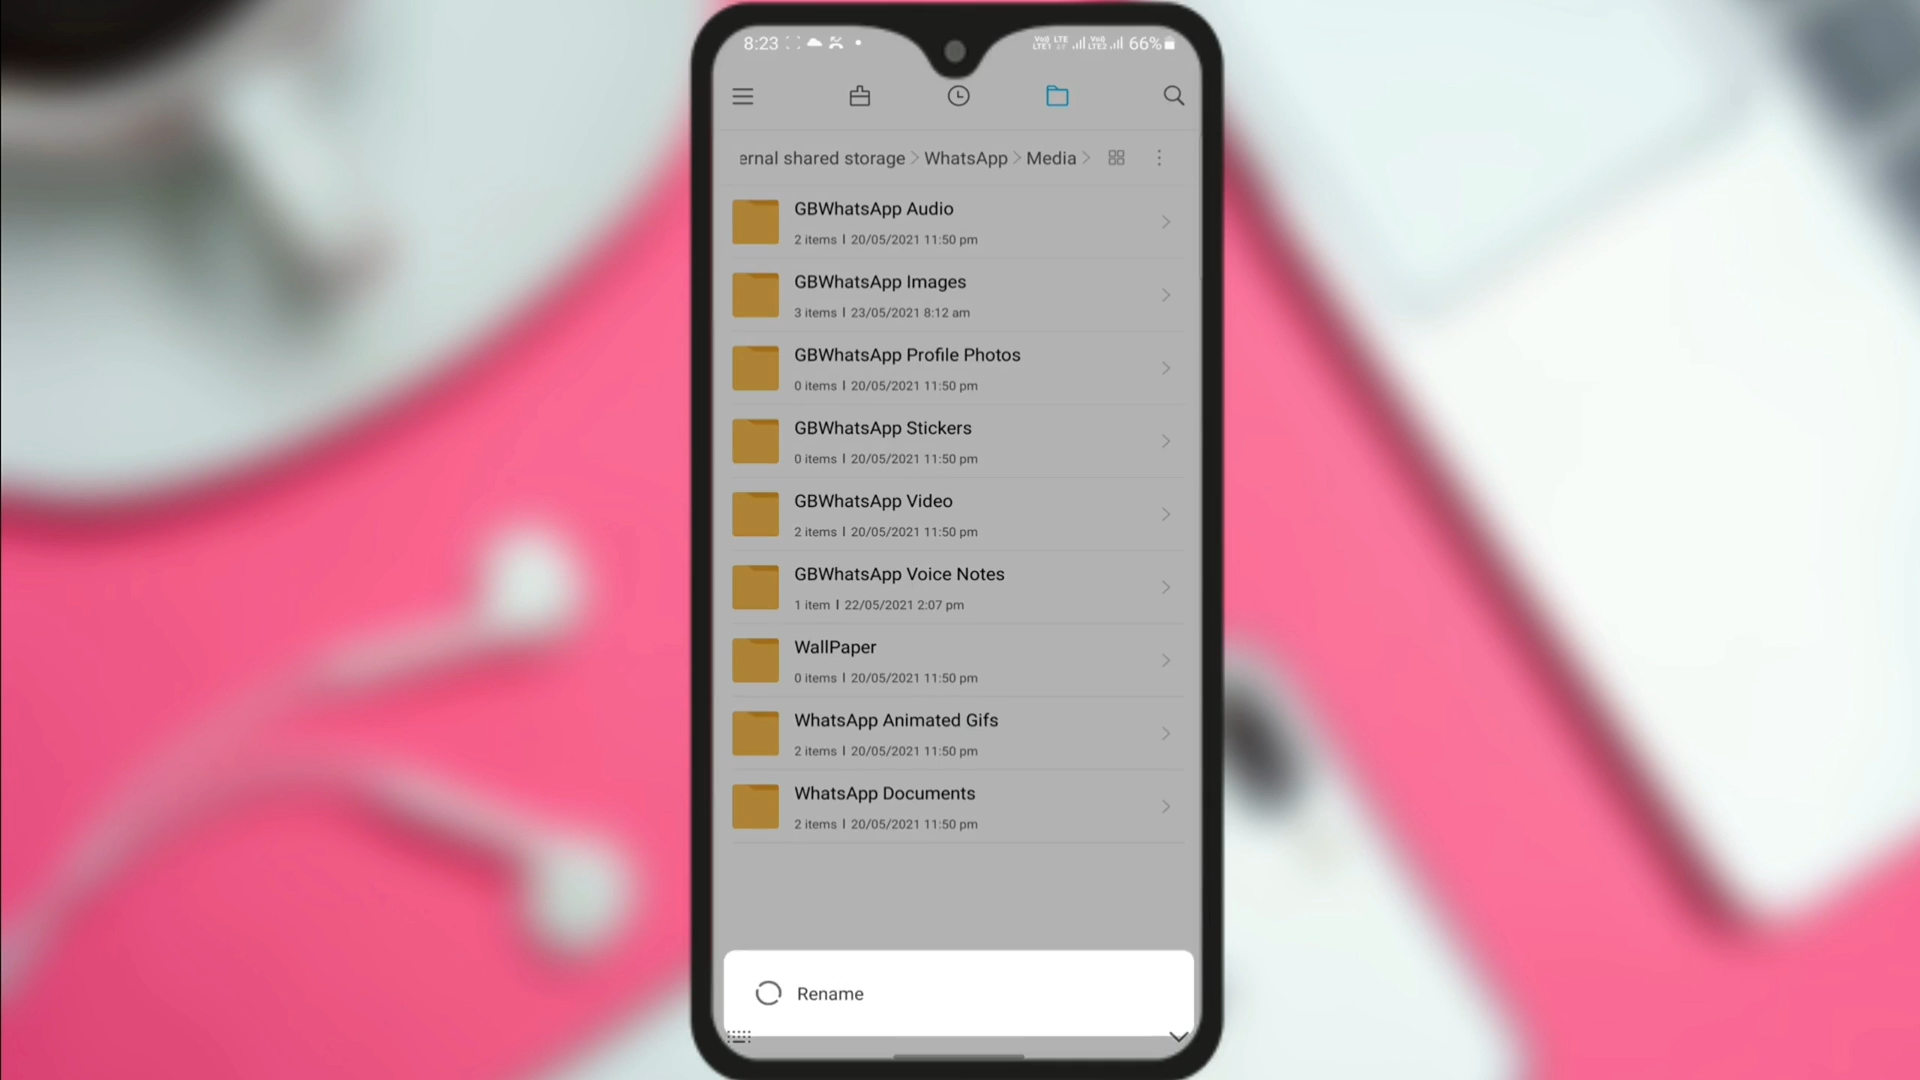 8:23
Vo) LTE LTE1 Vo) LTE2 66%
ernal shared storage > WhatsApp > Media >
GBWhatsApp Audio
2 items | 20/05/2021 11:50 pm
GBWhatsApp Images
3 items | 23/05/2021 8:12 am
GBWhatsApp Profile Photos
0 items | 20/05/2021 11:50 pm
GBWhatsApp Stickers
0 items | 20/05/2021 11:50 pm
GBWhatsApp Video
2 items | 20/05/2021 11:50 pm
GBWhatsApp Voice Notes
1 item | 22/05/2021 2:07 pm
WallPaper
0 items | 20/05/2021 11:50 pm
WhatsApp Animated Gifs
2 items | 20/05/2021 11:50 pm
WhatsApp Documents
2 items | 20/05/2021 11:50 pm
Rename